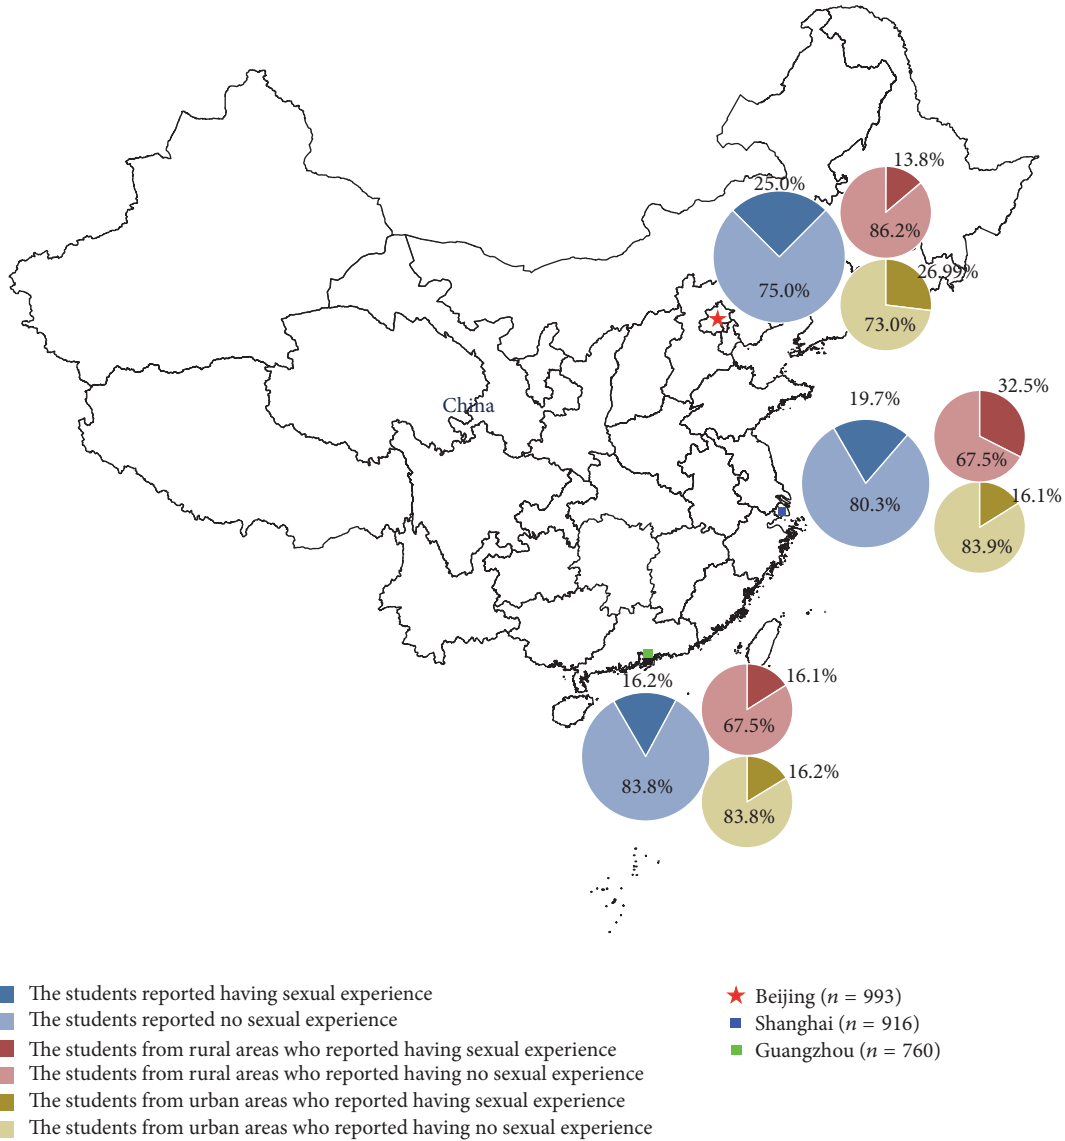 13.8%
25.0%
86.2%
26.99%
75.0%
73.0%
32.5%
19.7%
China
67.5%
16.1%
80.3%
83.9%
16.2%
16.1%
67.5%
16.2%
83.8%
83.8%
The students reported having sexual experience
The students reported no sexual experience
The students from rural areas who reported having sexual experience
The students from rural areas who reported having no sexual experience
The students from urban areas who reported having sexual experience
The students from urban areas who reported having no sexual experience
Beijing (n = 993)
Shanghai (n = 916)
Guangzhou (n = 760)